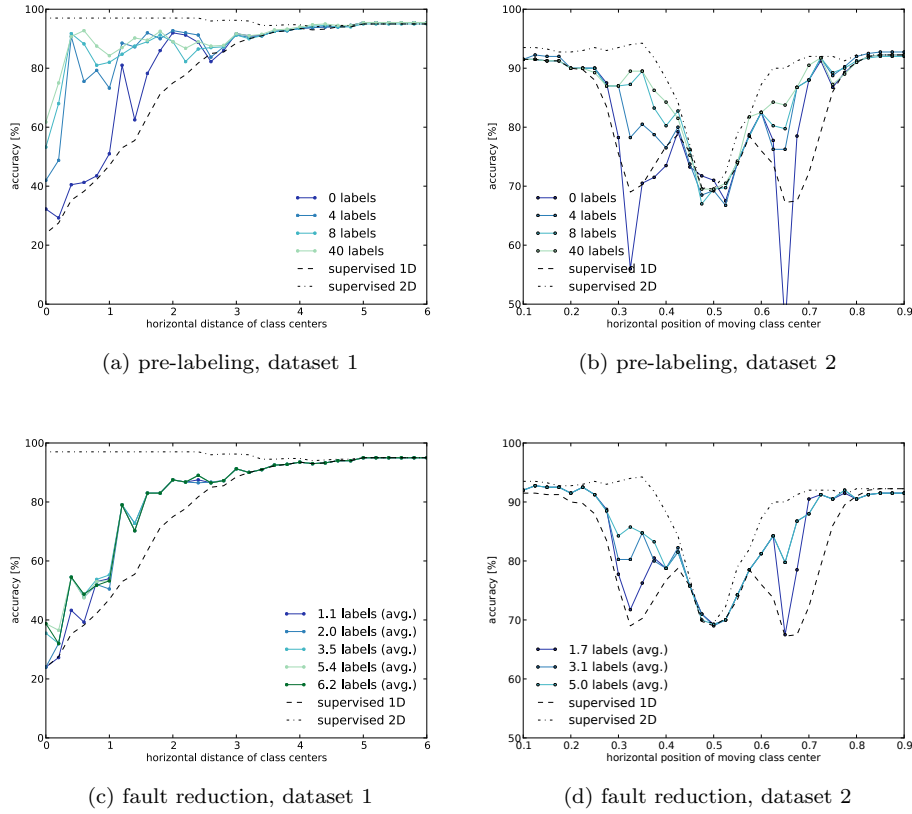 100
80
60
40
20
0
accuracy [%]
0 labels
4 labels
8 labels
40 labels
supervised 1D
supervised 2D
0 1 2 3 4 5 6
horizontal distance of class centers
(a) pre-labeling, dataset 1
100
90
80
70
60
50
accuracy [%]
0 labels
4 labels
8 labels
40 labels
supervised 1D
supervised 2D
0.1 0.2 0.3 0.4 0.5 0.6 0.7 0.8 0.9
horizontal position of moving class center
(b) pre-labeling, dataset 2
100
80
60
40
20
0
accuracy [%]
1.1 labels (avg.)
2.0 labels (avg.)
3.5 labels (avg.)
5.4 labels (avg.)
6.2 labels (avg.)
supervised 1D
supervised 2D
0 1 2 3 4 5 6
horizontal distance of class centers
(c) fault reduction, dataset 1
100
90
80
70
60
50
accuracy [%]
1.7 labels (avg.)
3.1 labels (avg.)
5.0 labels (avg.)
supervised 1D
supervised 2D
0.1 0.2 0.3 0.4 0.5 0.6 0.7 0.8 0.9
horizontal position of moving class center
(d) fault reduction, dataset 2